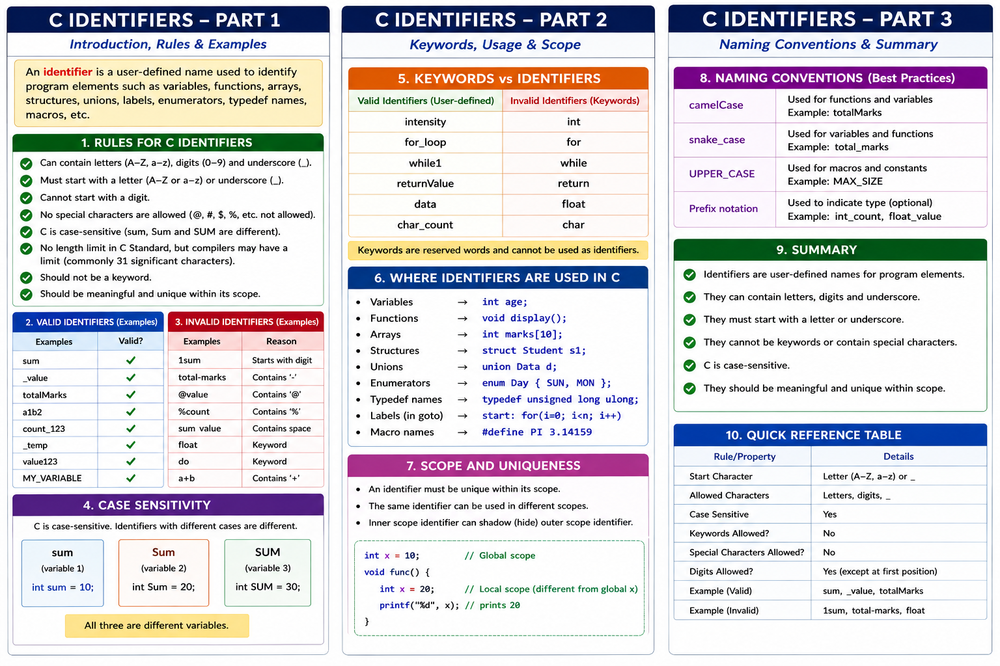 C IDENTIFIERS – PART 1
Introduction, Rules & Examples
An identifier is a user-defined name used to identify
program elements such as variables, functions, arrays,
structures, unions, labels, enumerators, typedef names,
macros, etc.
1. RULES FOR C IDENTIFIERS
Can contain letters (A–Z, a–z), digits (0–9) and underscore (_).
Must start with a letter (A–Z or a–z) or underscore (_).
Cannot start with a digit.
No special characters are allowed (@, #, $, %, etc. not allowed).
C is case-sensitive (sum, Sum and SUM are different).
No length limit in C Standard, but compilers may have a
limit (commonly 31 significant characters).
Should not be a keyword.
Should be meaningful and unique within its scope.
2. VALID IDENTIFIERS (Examples)
Examples Valid?
sum ✓
_value ✓
totalMarks ✓
a1b2 ✓
count_123 ✓
_temp ✓
value123 ✓
MY_VARIABLE ✓
3. INVALID IDENTIFIERS (Examples)
Examples Reason
1sum Starts with digit
total-marks Contains ‘-’
@value Contains ‘@’
%count Contains ‘%’
sum value Contains space
float Keyword
do Keyword
a+b Contains ‘+’
4. CASE SENSITIVITY
C is case-sensitive. Identifiers with different cases are different.
sum
(variable 1)
int sum = 10;
Sum
(variable 2)
int Sum = 20;
SUM
(variable 3)
int SUM = 30;
All three are different variables.
C IDENTIFIERS – PART 2
Keywords, Usage & Scope
5. KEYWORDS vs IDENTIFIERS
Valid Identifiers (User-defined) Invalid Identifiers (Keywords)
intensity int
for_loop for
while1 while
returnValue return
data float
char_count char
Keywords are reserved words and cannot be used as identifiers.
6. WHERE IDENTIFIERS ARE USED IN C
• Variables → int age;
• Functions → void display();
• Arrays → int marks[10];
• Structures → struct Student s1;
• Unions → union Data d;
• Enumerators → enum Day { SUN, MON };
• Typedef names → typedef unsigned long ulong;
• Labels (in goto) → start: for(i=0; i<n; i++)
• Macro names → #define PI 3.14159
7. SCOPE AND UNIQUENESS
• An identifier must be unique within its scope.
• The same identifier can be used in different scopes.
• Inner scope identifier can shadow (hide) outer scope identifier.
int x = 10; // Global scope
void func() {
int x = 20; // Local scope (different from global x)
printf("%d", x); // prints 20
}
C IDENTIFIERS – PART 3
Naming Conventions & Summary
8. NAMING CONVENTIONS (Best Practices)
camelCase
Used for functions and variables
Example: totalMarks
snake_case
Used for variables and functions
Example: total_marks
UPPER_CASE
Used for macros and constants
Example: MAX_SIZE
Prefix notation
Used to indicate type (optional)
Example: int_count, float_value
9. SUMMARY
Identifiers are user-defined names for program elements.
They can contain letters, digits and underscore.
They must start with a letter or underscore.
They cannot be keywords or contain special characters.
C is case-sensitive.
They should be meaningful and unique within scope.
10. QUICK REFERENCE TABLE
Rule/Property Details
Start Character Letter (A–Z, a–z) or _
Allowed Characters Letters, digits, _
Case Sensitive Yes
Keywords Allowed? No
Special Characters Allowed? No
Digits Allowed? Yes (except at first position)
Example (Valid) sum, _value, totalMarks
Example (Invalid) 1sum, total-marks, float